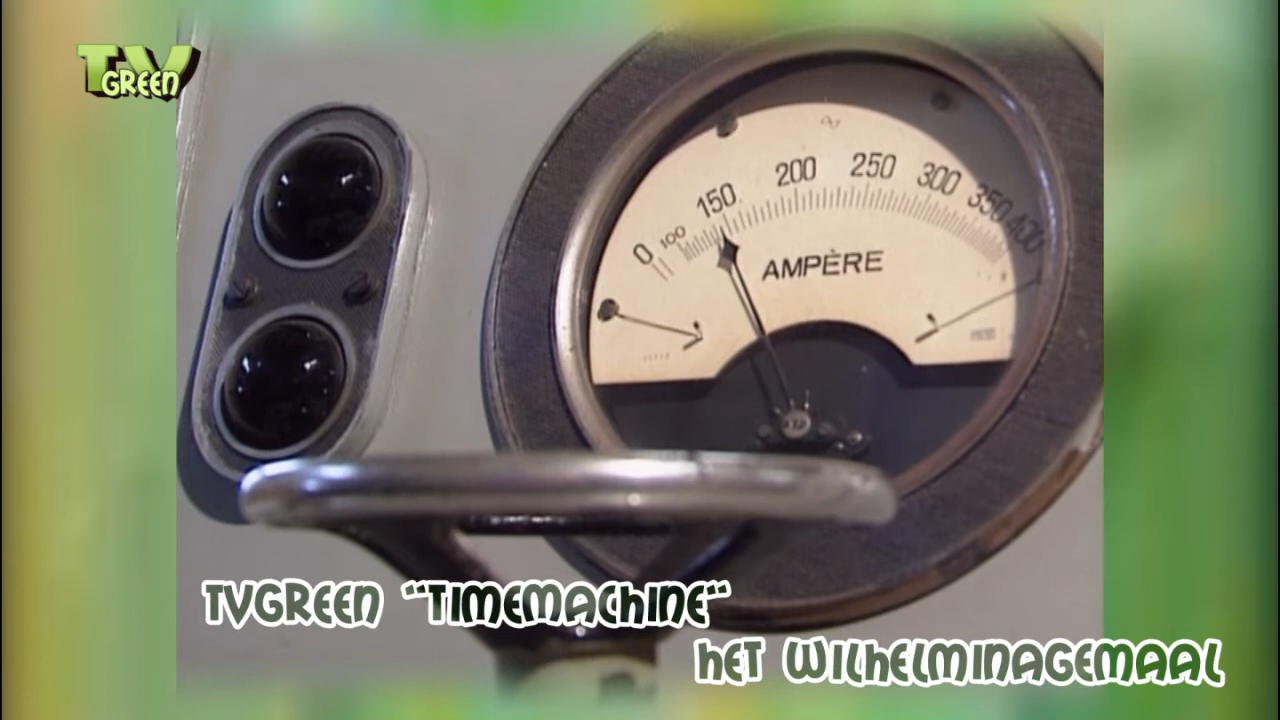 TV
GREEN
0 100 150 200 250 300 350 400
AMPÈRE
TVGREEN "TIMEMACHINE"
HET WILHELMINAGEMAAL